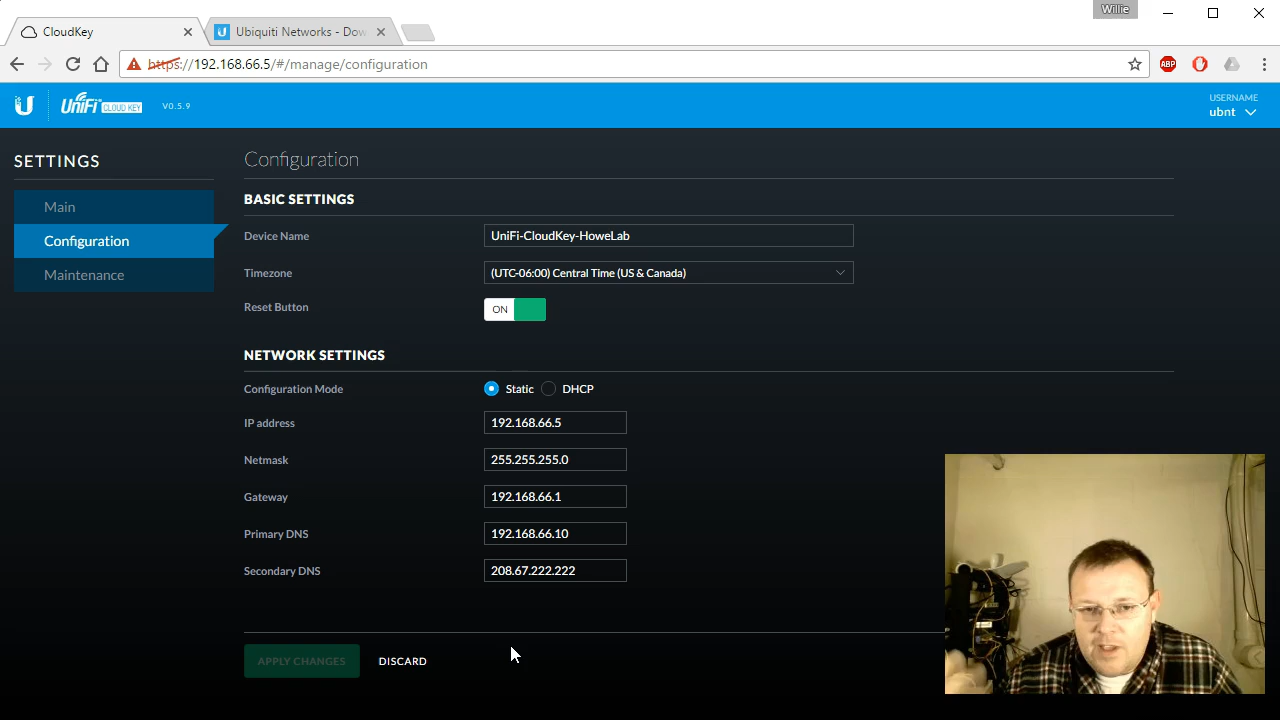 Willie
CloudKey
Ubiquiti Networks - Dow
https://192.168.66.5/#/manage/configuration
ABP
UniFi CLOUD KEY V0.5.9
USERNAME
ubnt
SETTINGS
Main
Configuration
Maintenance
Configuration
BASIC SETTINGS
Device Name UniFi-CloudKey-HoweLab
Timezone (UTC-06:00) Central Time (US & Canada)
Reset Button ON
NETWORK SETTINGS
Configuration Mode Static DHCP
IP address 192.168.66.5
Netmask 255.255.255.0
Gateway 192.168.66.1
Primary DNS 192.168.66.10
Secondary DNS 208.67.222.222
APPLY CHANGES DISCARD